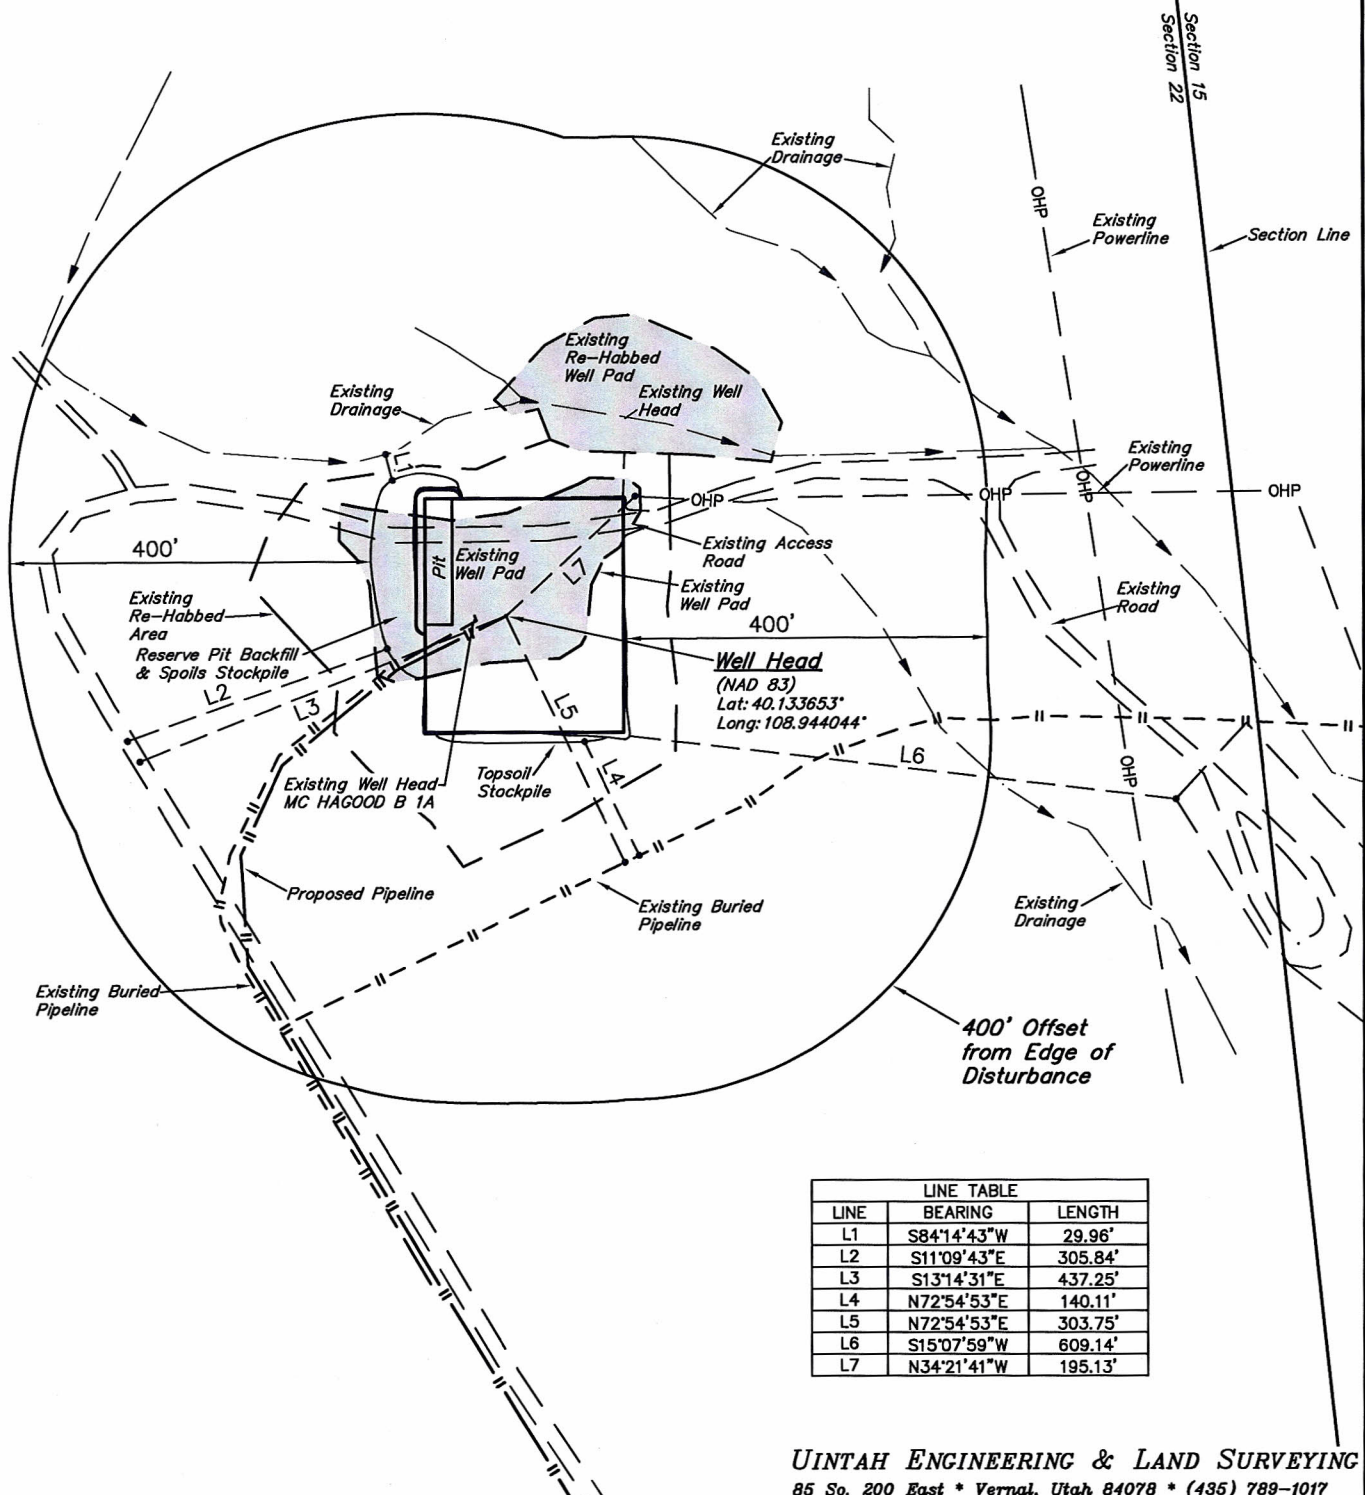 Section 15
Section 22
Existing
Drainage
OHP
Existing
Powerline
Section Line
Existing
Re-Habbed
Well Pad
Existing Well
Head
Existing
Drainage
L1
Existing
Powerline
OHP
OHP
OHP
OHP
400'
Pit
Existing
Well Pad
L7
Existing Access
Road
Existing
Well Pad
Existing
Road
Existing
Re-Habbed
Area
400'
Reserve Pit Backfill
& Spoils Stockpile
Well Head
(NAD 83)
Lat: 40.133653°
Long: 108.944044°
L2
L3
L5
L6
OHP
L4
Existing Well Head
MC HAGOOD B 1A
Topsoil
Stockpile
Proposed Pipeline
Existing Buried
Pipeline
Existing
Drainage
Existing Buried
Pipeline
400' Offset
from Edge of
Disturbance
LINE TABLE
LINE BEARING LENGTH
L1 S84°14'43"W 29.96'
L2 S11°09'43"E 305.84'
L3 S13°14'31"E 437.25'
L4 N72°54'53"E 140.11'
L5 N72°54'53"E 303.75'
L6 S15°07'59"W 609.14'
L7 N34°21'41"W 195.13'
UINTAH ENGINEERING & LAND SURVEYING
85 So. 200 East * Vernal, Utah 84078 * (435) 789-1017